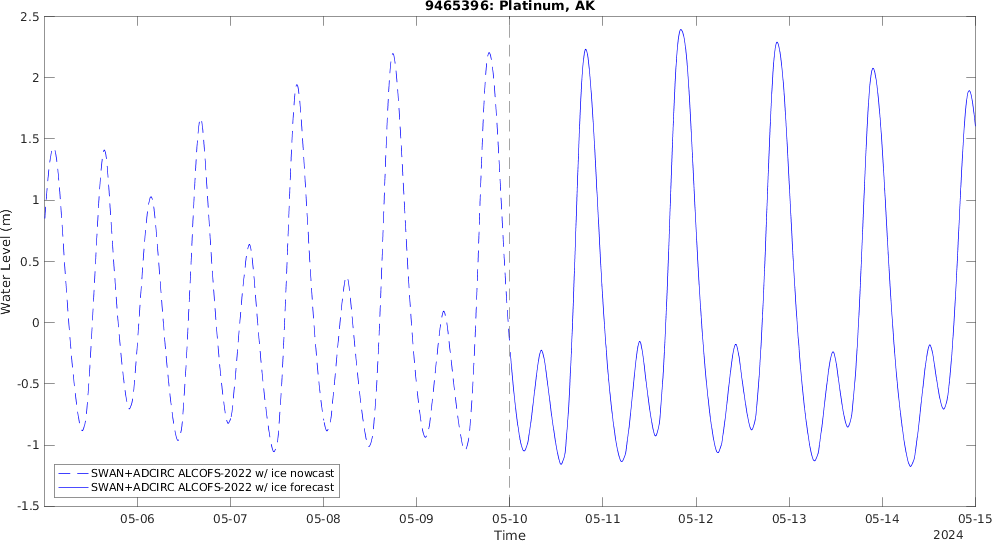 9465396: Platinum, AK
2.5
2
1.5
1
0.5
0
-0.5
-1
-1.5
Water Level (m)
SWAN+ADCIRC ALCOFS-2022 w/ ice nowcast
SWAN+ADCIRC ALCOFS-2022 w/ ice forecast
05-06 05-07 05-08 05-09 05-10 05-11 05-12 05-13 05-14 05-15
Time
2024